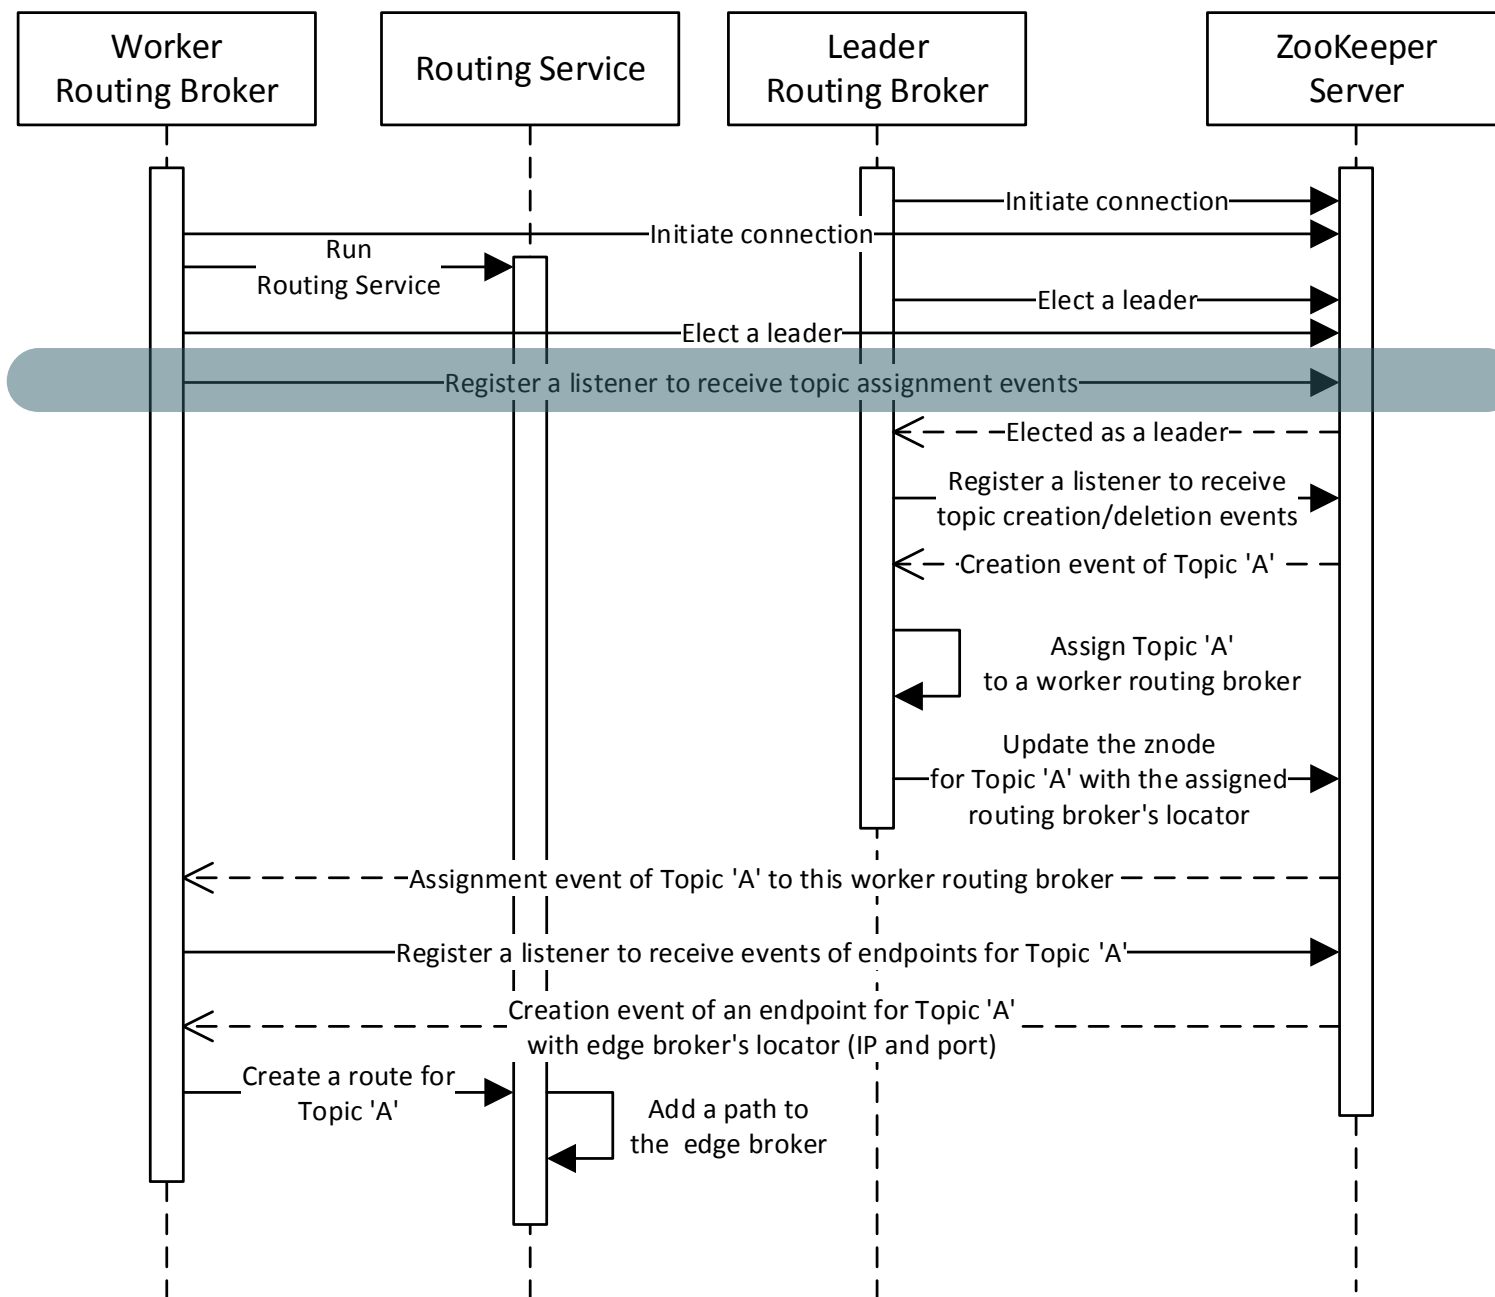 Worker
Routing Broker
Routing Service
Leader
Routing Broker
ZooKeeper
Server
Initiate connection
Initiate connection
Run
Routing Service
Elect a leader
Elect a leader
Register a listener to receive topic assignment events
Elected as a leader
Register a listener to receive
topic creation/deletion events
Creation event of Topic 'A'
Assign Topic 'A'
to a worker routing broker
Update the znode
for Topic 'A' with the assigned
routing broker's locator
Assignment event of Topic 'A' to this worker routing broker
Register a listener to receive events of endpoints for Topic 'A'
Creation event of an endpoint for Topic 'A'
with edge broker's locator (IP and port)
Create a route for
Topic 'A'
Add a path to
the edge broker